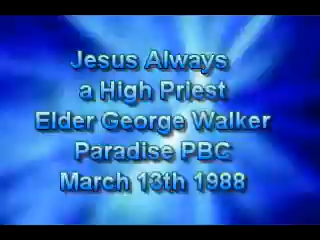 Jesus Always
a High Priest
Elder George Walker
Paradise PBC
March 13th 1988